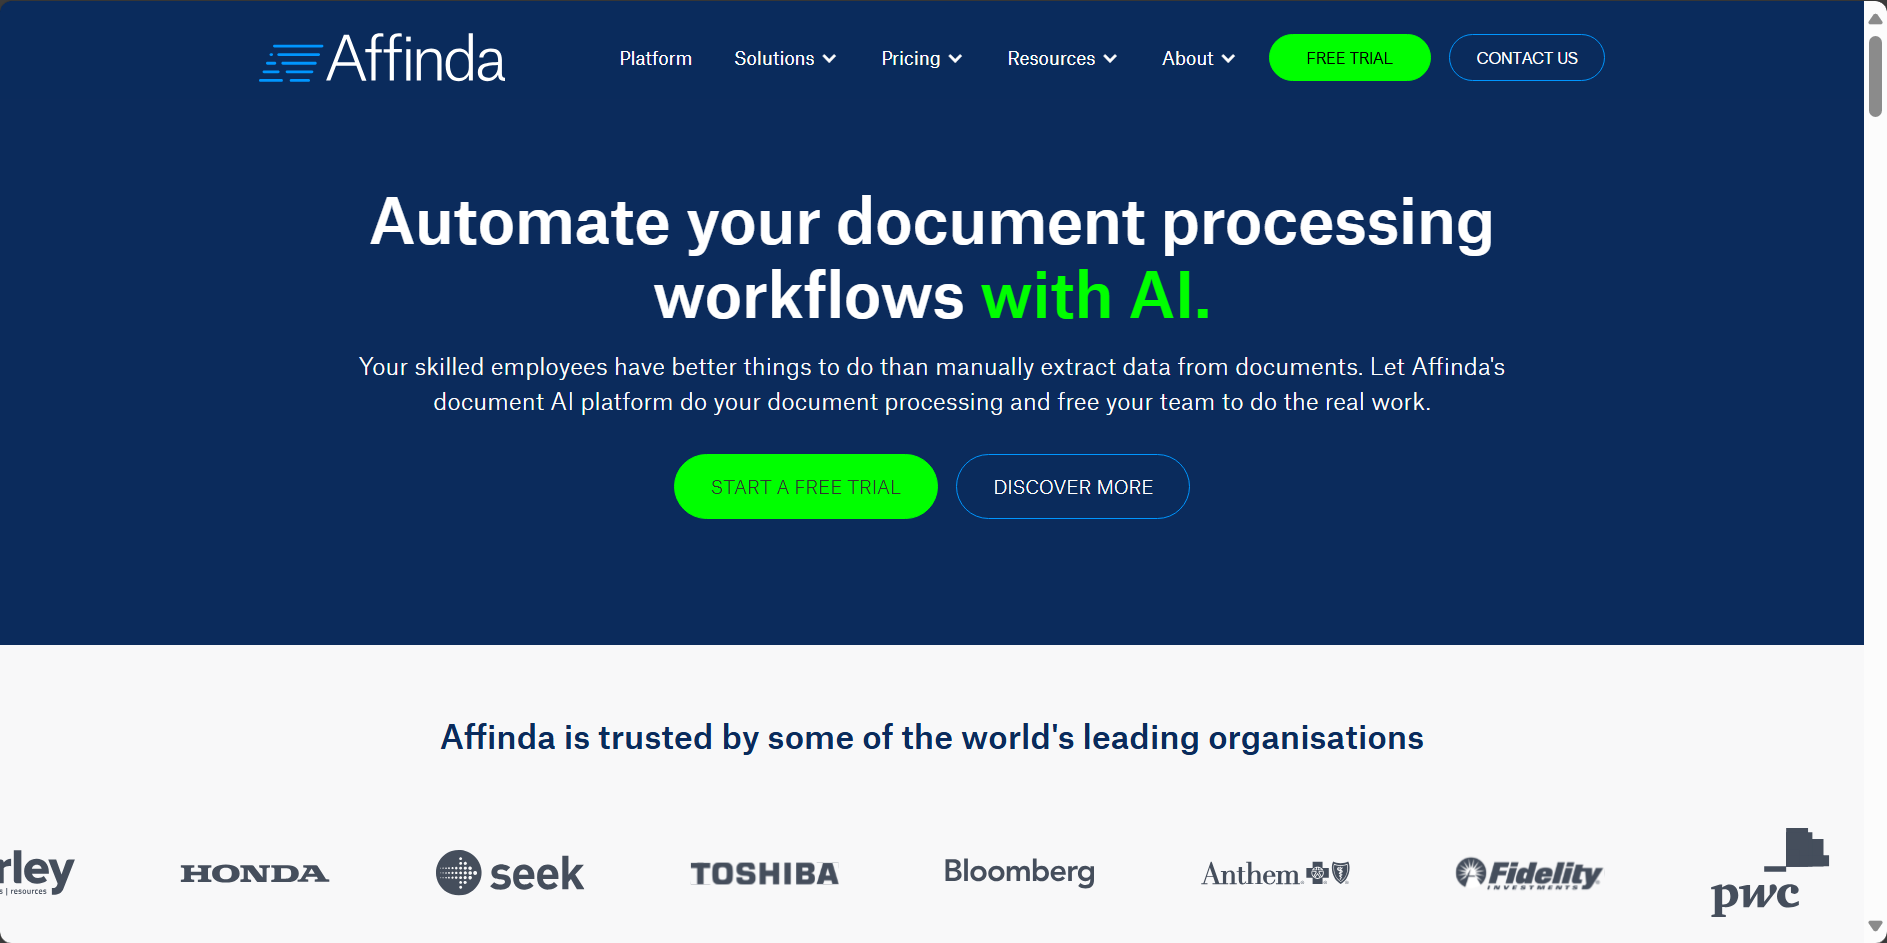 Affinda
Platform
Solutions
Pricing
Resources
About
FREE TRIAL
CONTACT US
Automate your document processing
workflows with AI.
Your skilled employees have better things to do than manually extract data from documents. Let Affinda's
document AI platform do your document processing and free your team to do the real work.
START A FREE TRIAL
DISCOVER MORE
Affinda is trusted by some of the world's leading organisations
rley
s | resources
HONDA
seek
TOSHIBA
Bloomberg
Anthem
Fidelity
INVESTMENTS
pwc